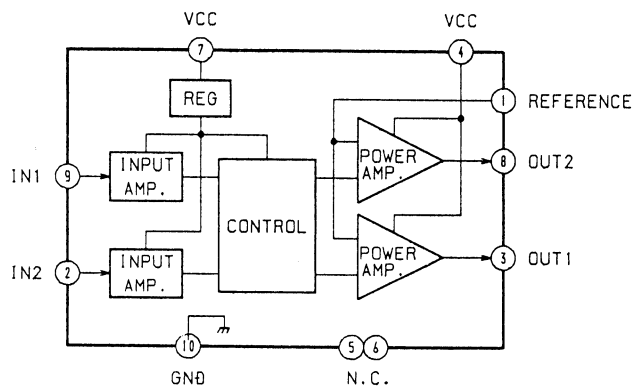 VCC VCC
7 4
REG
1 REFERENCE
IN1 9 INPUT
AMP.
POWER
AMP.
8 OUT2
CONTROL
IN2 2 INPUT
AMP.
POWER
AMP.
3 OUT1
10 5 6
GND N.C.